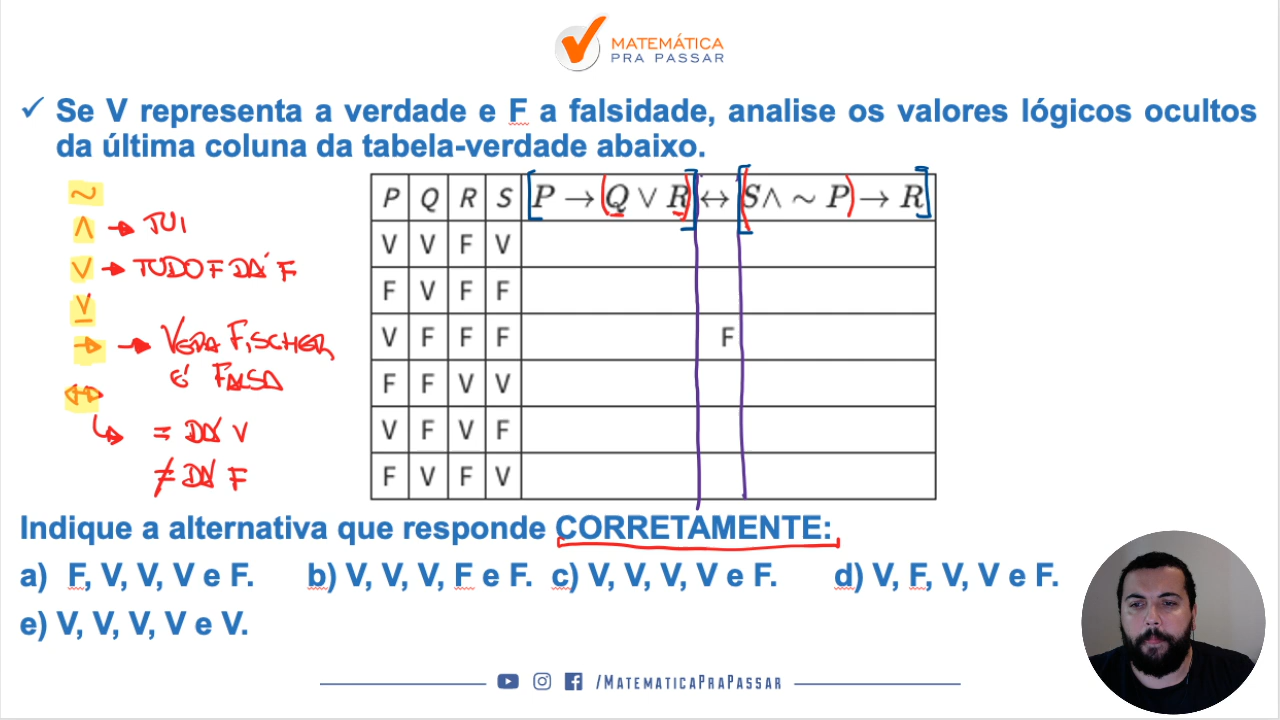 MATEMÁTICA
PRA PASSAR
✓ Se V representa a verdade e F a falsidade, analise os valores lógicos ocultos
da última coluna da tabela-verdade abaixo.
~
∧ → JUI
∨ → TUDO F DÁ F
⊻
→ → VERA FISCHER
É FALSA
↔
↳ = DÁ V
≠ DÁ F
P Q R S [P → (Q ∨ R)] ↔ [(S ∧ ~ P) → R]
V V F V
F V F F
V F F F F
F F V V
V F V F
F V F V
Indique a alternativa que responde CORRETAMENTE:
a) F, V, V, V e F. b) V, V, V, F e F. c) V, V, V, V e F. d) V, F, V, V e F.
e) V, V, V, V e V.
/MATEMATICAPRAPASSAR